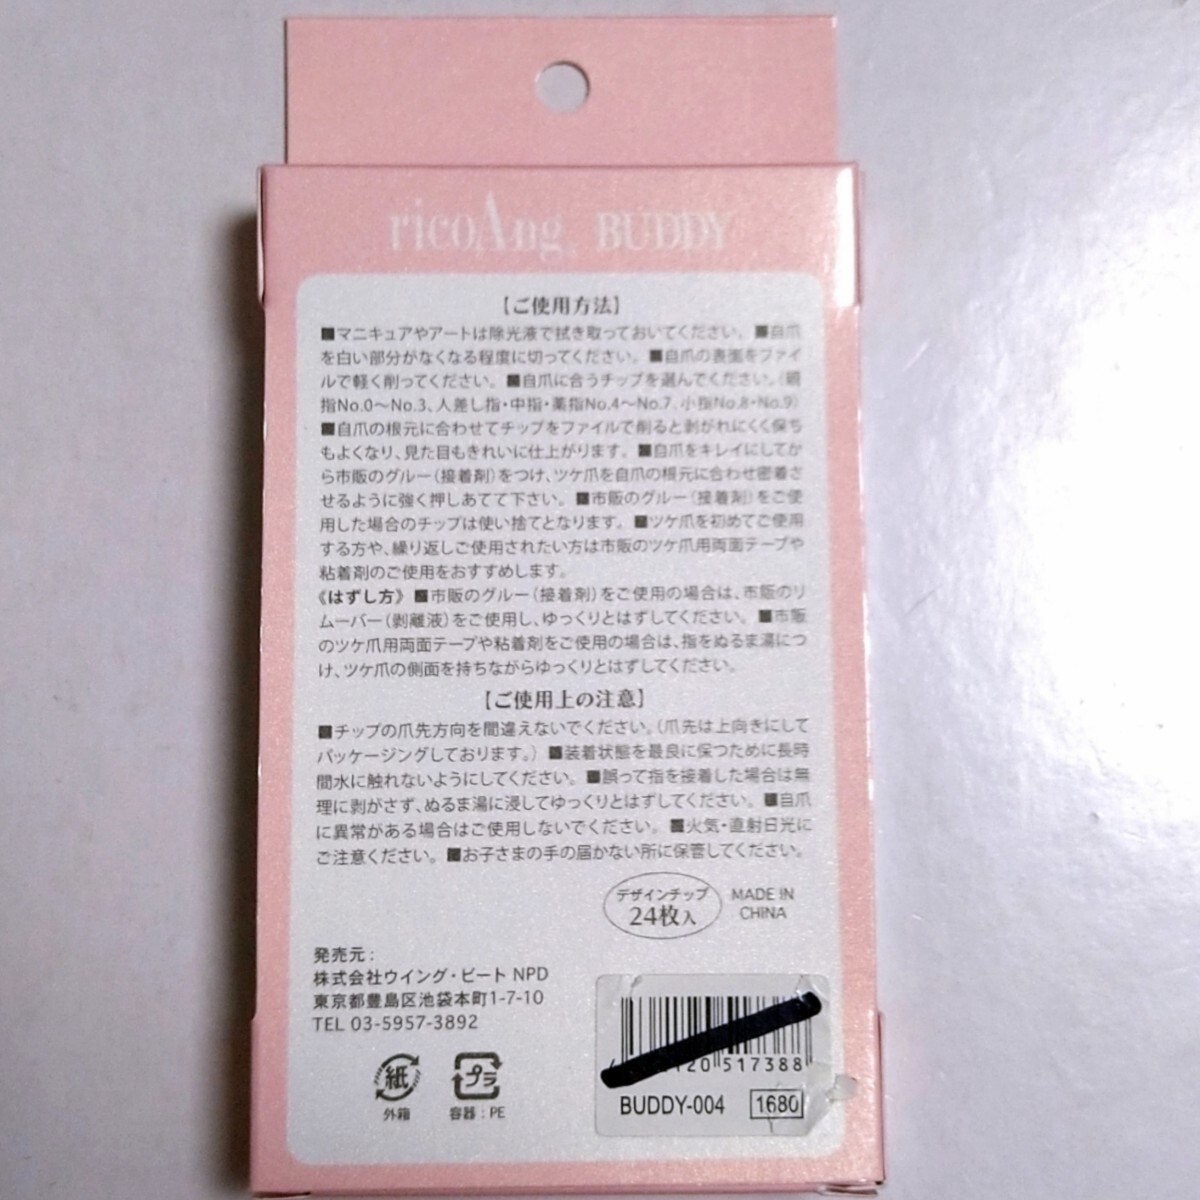 ricoAng. BUDDY
【ご使用方法】
■マニキュアやアートは除光液で拭き取っておいてください。■自爪
を白い部分がなくなる程度に切ってください。■自爪の表面をファイ
ルで軽く削ってください。■自爪に合うチップを選んでください。(親
指No.0〜No.3、人差し指・中指・薬指No.4〜No.7、小指No.8・No.9)
■自爪の根元に合わせてチップをファイルで削ると剥がれにくく保ち
もよくなり、見た目もきれいに仕上がります。■自爪をキレイにしてか
ら市販のグルー(接着剤)をつけ、ツケ爪を自爪の根元に合わせ密着さ
せるように強く押しあてて下さい。■市販のグルー(接着剤)をご使
用した場合のチップは使い捨てとなります。■ツケ爪を初めてご使用
する方や、繰り返しご使用されたい方は市販のツケ爪用両面テープや
粘着剤のご使用をおすすめします。
《はずし方》■市販のグルー(接着剤)をご使用の場合は、市販のリ
ムーバー(剥離液)をご使用し、ゆっくりとはずしてください。■市販
のツケ爪用両面テープや粘着剤をご使用の場合は、指をぬるま湯につ
け、ツケ爪の側面を持ちながらゆっくりとはずしてください。
【ご使用上の注意】
■チップの爪先方向を間違えないでください。(爪先は上向きにして
パッケージングしております。)■装着状態を最良に保つために長時
間水に触れないようにしてください。■誤って指を接着した場合は無
理に剥がさず、ぬるま湯に浸してゆっくりとはずしてください。■自爪
に異常がある場合はご使用しないでください。■火気・直射日光に
ご注意ください。■お子さまの手の届かない所に保管してください。
デザインチップ
24枚入
MADE IN
CHINA
発売元:
株式会社ウイング・ビート NPD
東京都豊島区池袋本町1-7-10
TEL 03-5957-3892
紙
外箱
プラ
容器:PE
120 517388
BUDDY-004 1680